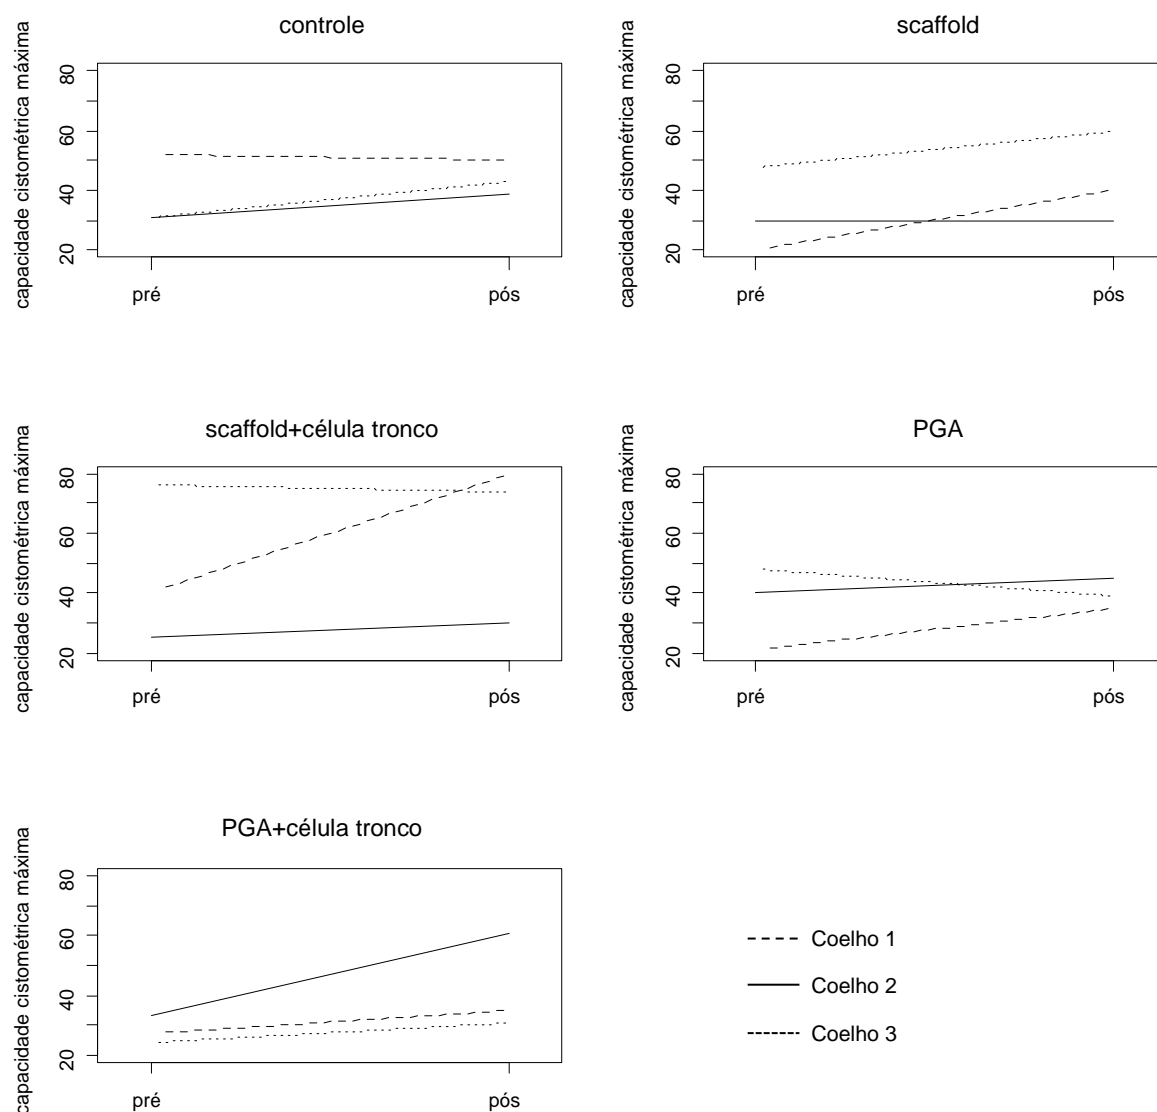 controle
capacidade cistométrica máxima
80
60
40
20
pré
pós
scaffold
capacidade cistométrica máxima
80
60
40
20
pré
pós
scaffold+célula tronco
capacidade cistométrica máxima
80
60
40
20
pré
pós
PGA
capacidade cistométrica máxima
80
60
40
20
pré
pós
PGA+célula tronco
capacidade cistométrica máxima
80
60
40
20
pré
pós
Coelho 1
Coelho 2
Coelho 3